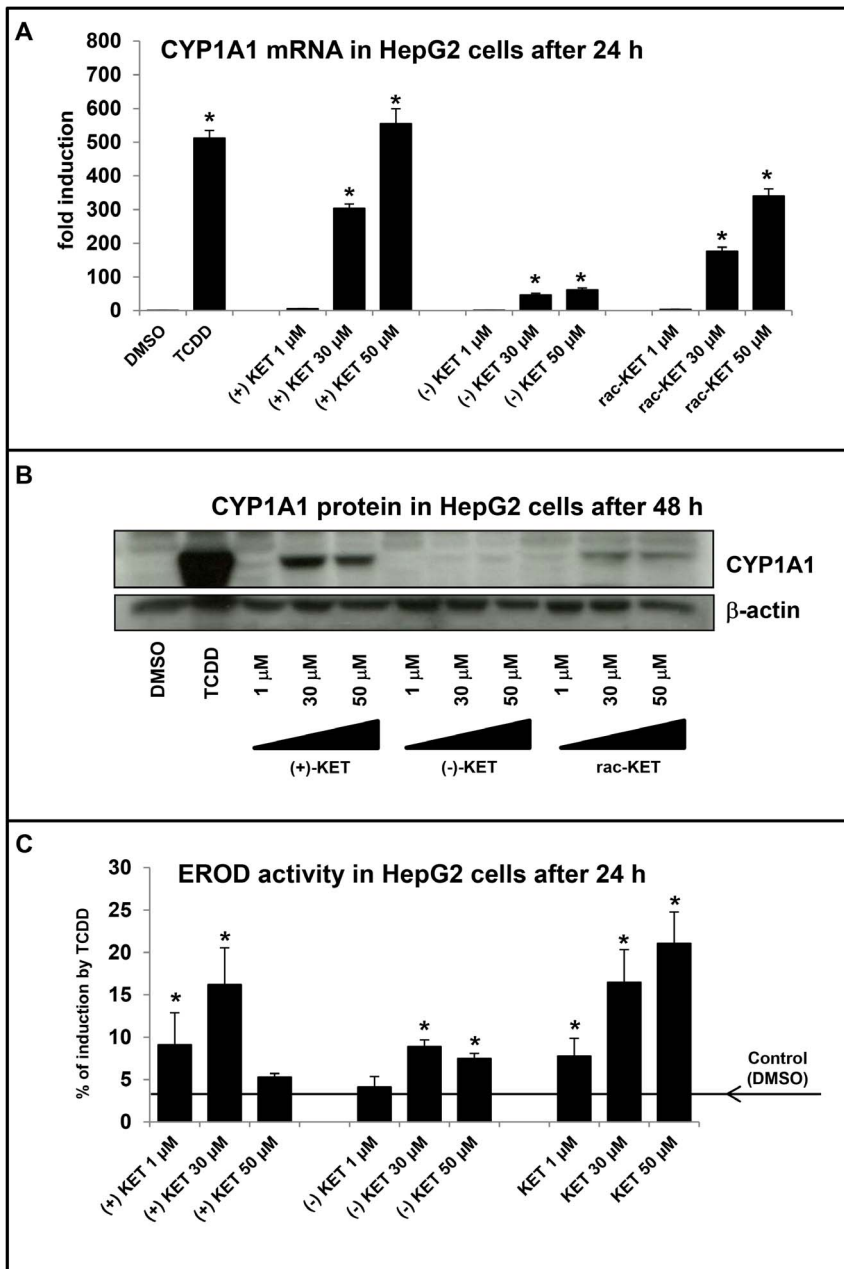 A
CYP1A1 mRNA in HepG2 cells after 24 h
fold induction
800
700
600
500
400
300
200
100
0
*
*
*
*
*
*
*
DMSO
TCDD
(+) KET 1 µM
(+) KET 30 µM
(+) KET 50 µM
(-) KET 1 µM
(-) KET 30 µM
(-) KET 50 µM
rac-KET 1 µM
rac-KET 30 µM
rac-KET 50 µM
B
CYP1A1 protein in HepG2 cells after 48 h
CYP1A1
β-actin
DMSO
TCDD
1 µM
30 µM
50 µM
1 µM
30 µM
50 µM
1 µM
30 µM
50 µM
(+)-KET
(-)-KET
rac-KET
C
EROD activity in HepG2 cells after 24 h
% of induction by TCDD
30
25
20
15
10
5
0
*
*
*
*
*
*
*
Control
(DMSO)
(+) KET 1 µM
(+) KET 30 µM
(+) KET 50 µM
(-) KET 1 µM
(-) KET 30 µM
(-) KET 50 µM
KET 1 µM
KET 30 µM
KET 50 µM